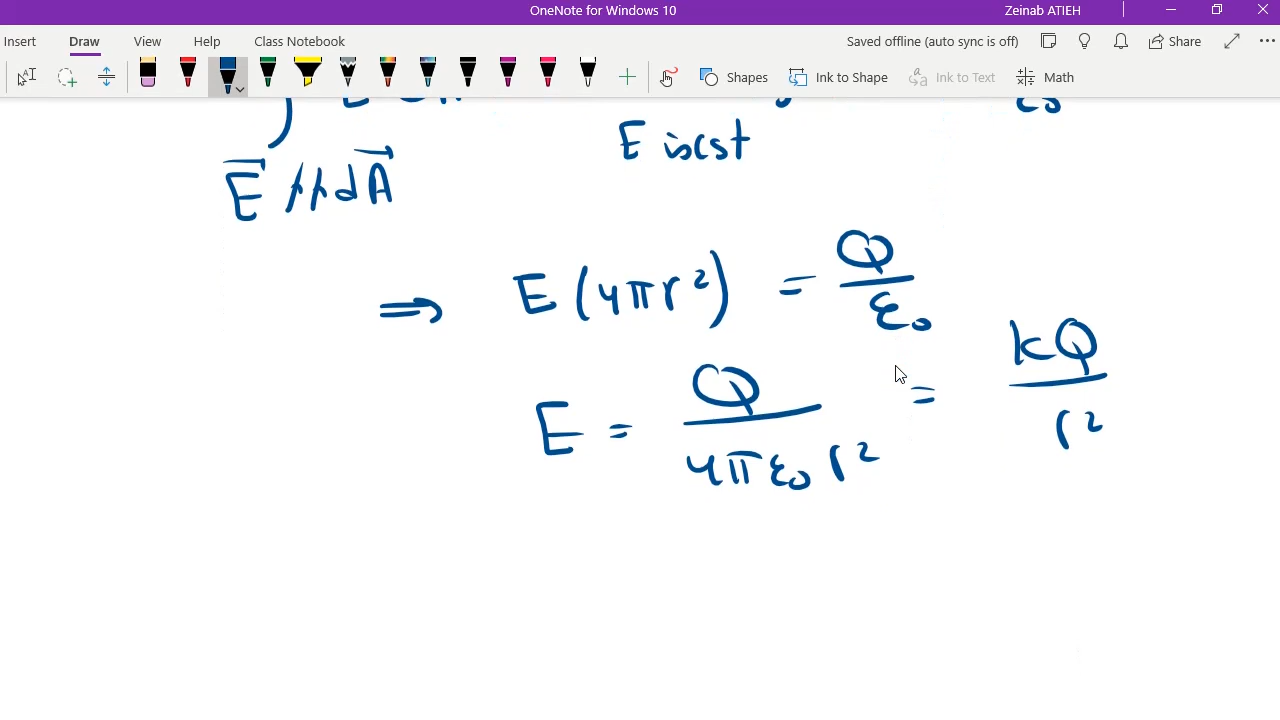 OneNote for Windows 10
Zeinab ATIEH
Insert Draw View Help Class Notebook Saved offline (auto sync is off) Share
Shapes Ink to Shape Ink to Text Math
ε₀
E is cst
E⃗ // dA⃗
⇒ E (4πr²) = Q/ε₀
E = Q/4πε₀r² = kQ/r²